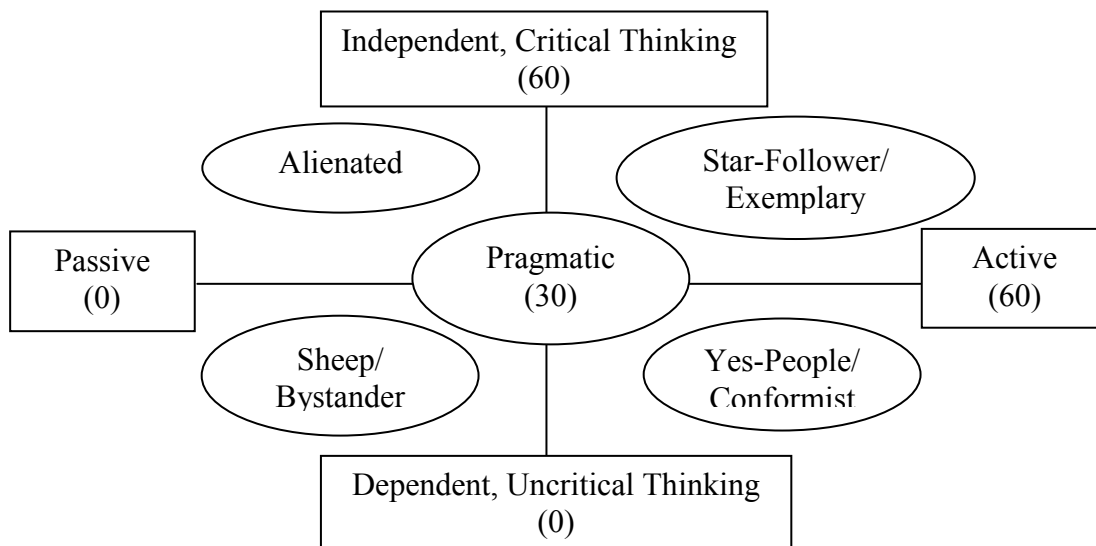 Independent, Critical Thinking
(60)
Alienated
Star-Follower/
Exemplary
Passive
(0)
Pragmatic
(30)
Active
(60)
Sheep/
Bystander
Yes-People/
Conformist
Dependent, Uncritical Thinking
(0)